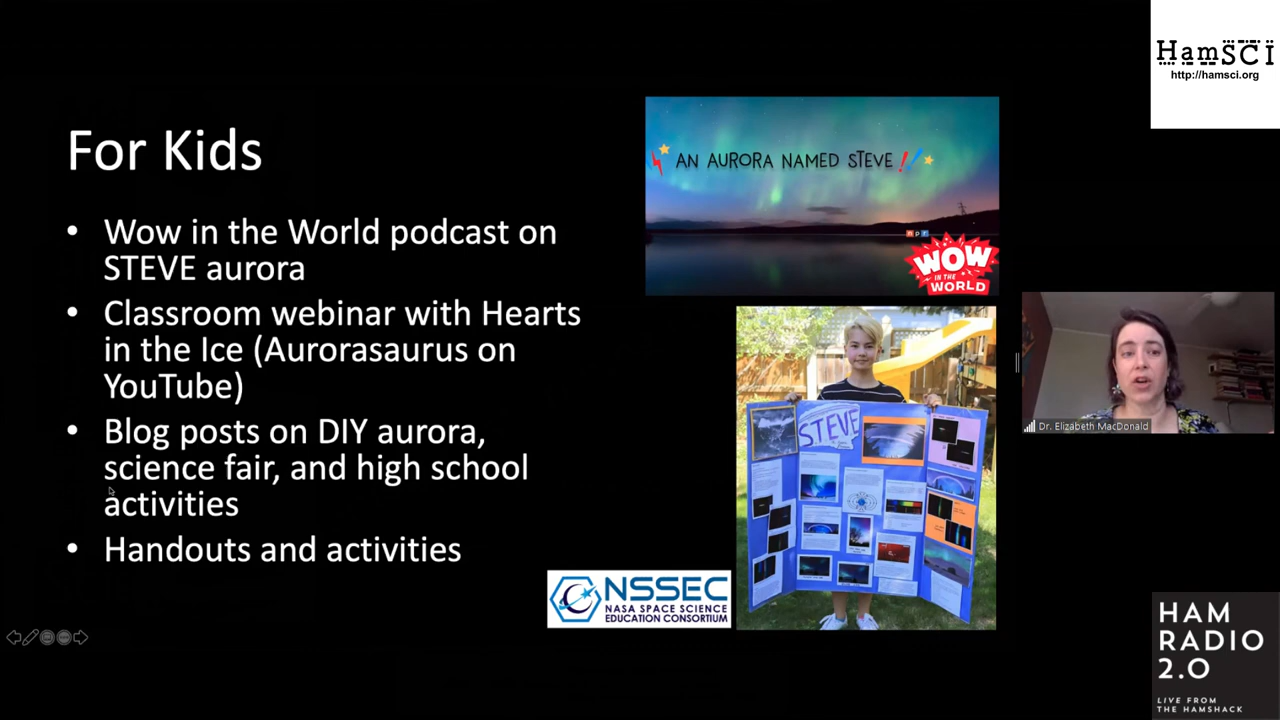 For Kids
• Wow in the World podcast on
STEVE aurora
• Classroom webinar with Hearts
in the Ice (Aurorasaurus on
YouTube)
• Blog posts on DIY aurora,
science fair, and high school
activities
• Handouts and activities
AN AURORA NAMED STEVE
npr
WOW
IN THE
WORLD
STEVE
NSSEC
NASA SPACE SCIENCE
EDUCATION CONSORTIUM
HamSCI
http://hamsci.org
Dr. Elizabeth MacDonald
HAM
RADIO
2.0
LIVE FROM
THE HAMSHACK